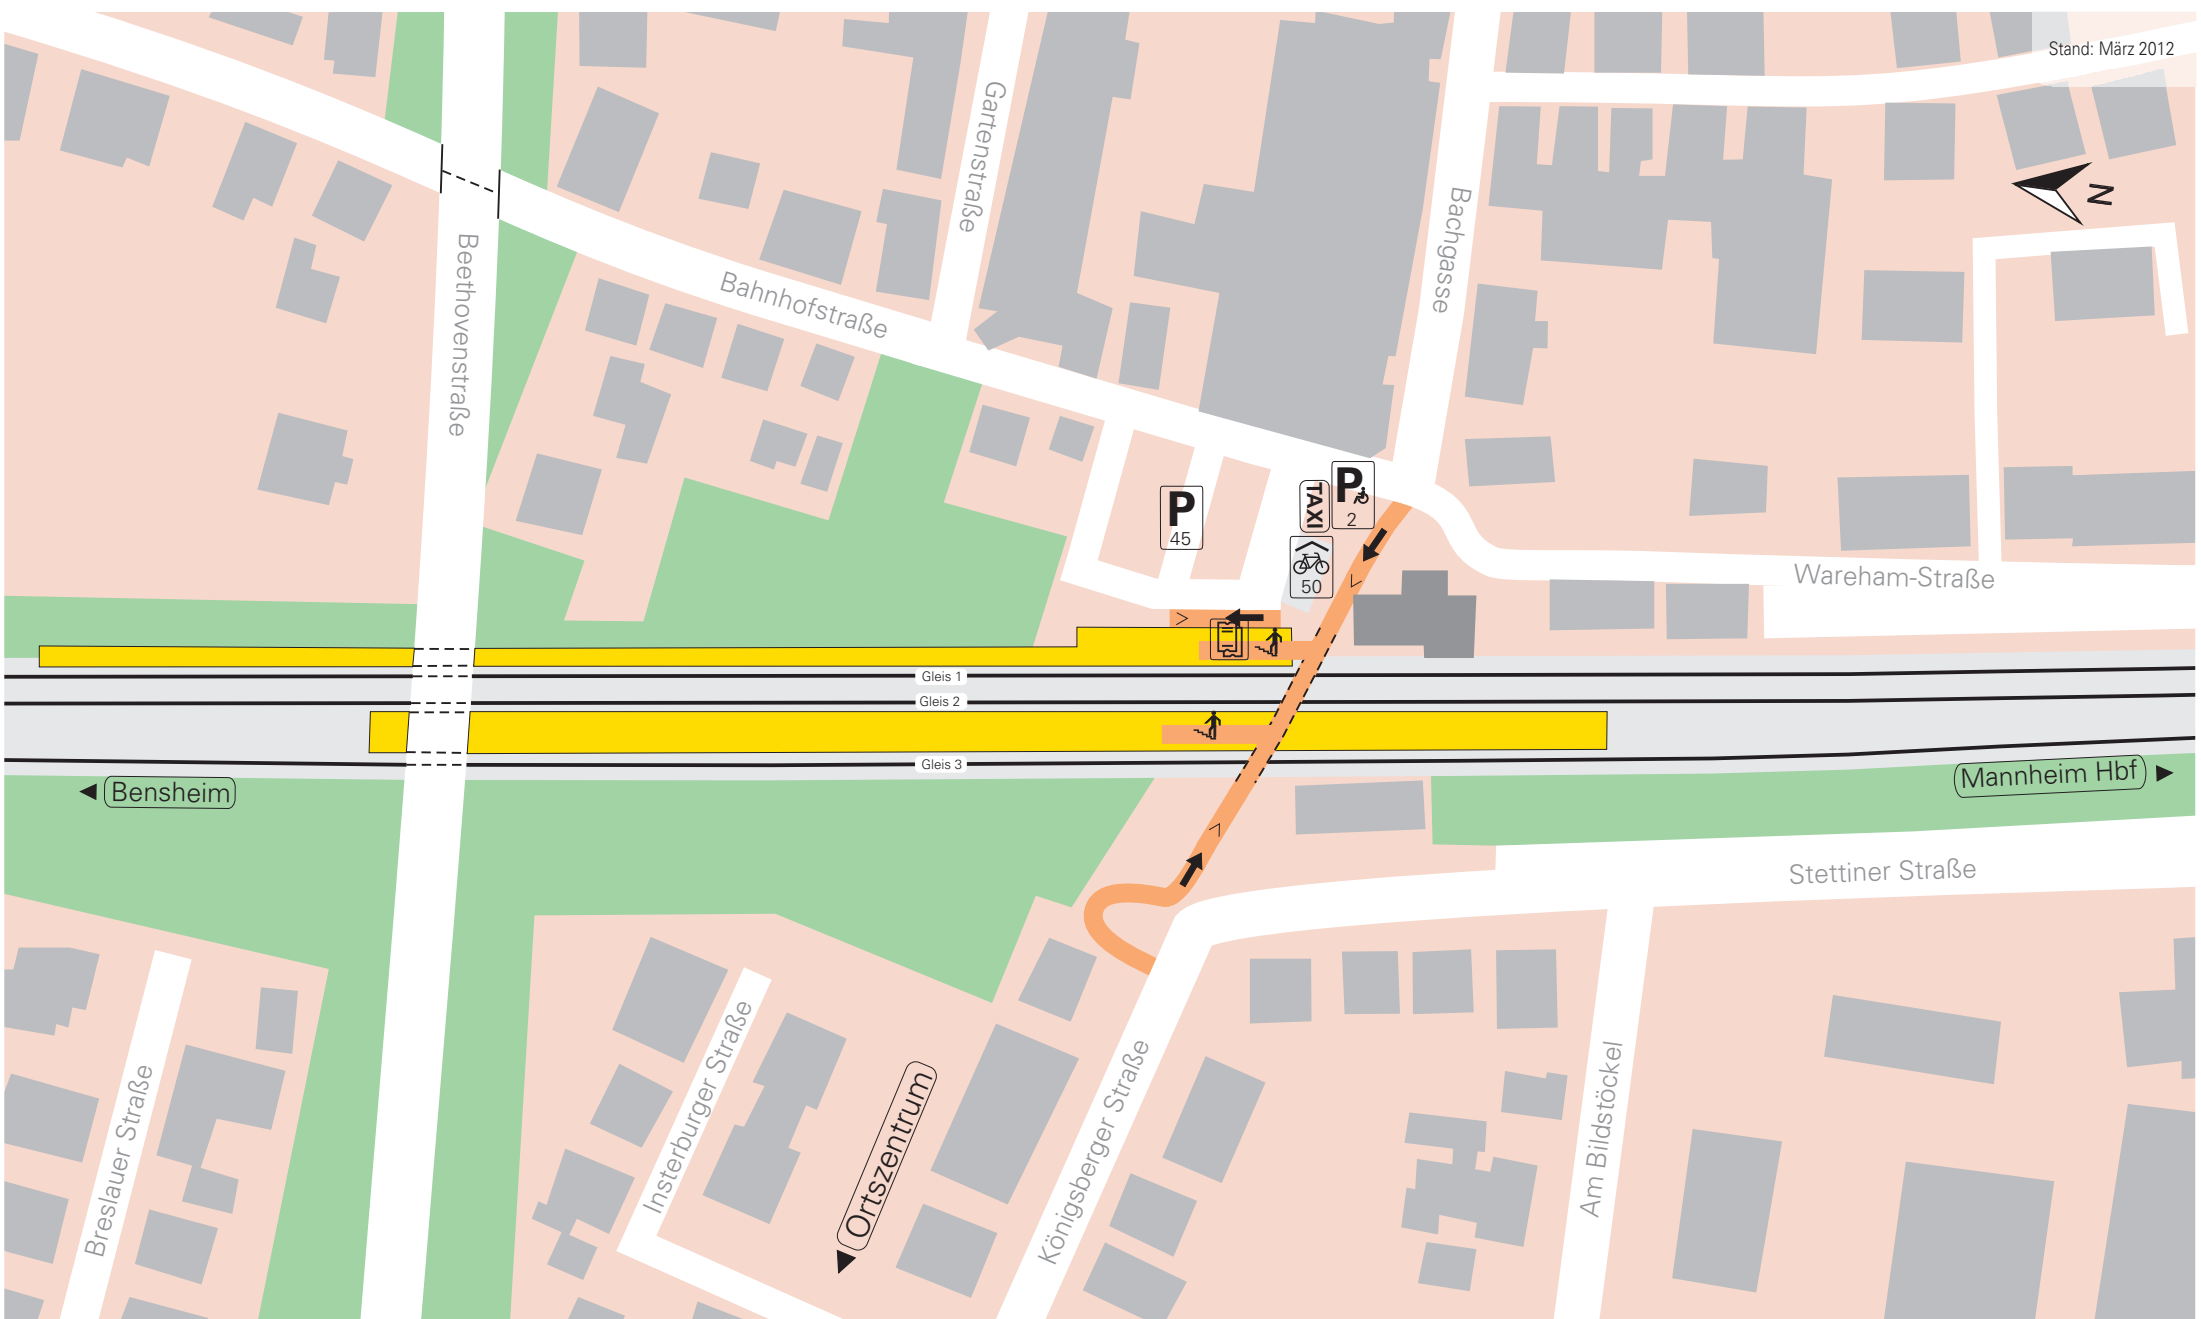 Stand: März 2012
N
Gartenstraße
Bachgasse
Beethovenstraße
Bahnhofstraße
P
45
TAXI
P
2
50
Wareham-Straße
Gleis 1
Gleis 2
Gleis 3
Bensheim
Mannheim Hbf
Stettiner Straße
Breslauer Straße
Insterburger Straße
Ortszentrum
Königsberger Straße
Am Bildstöckel